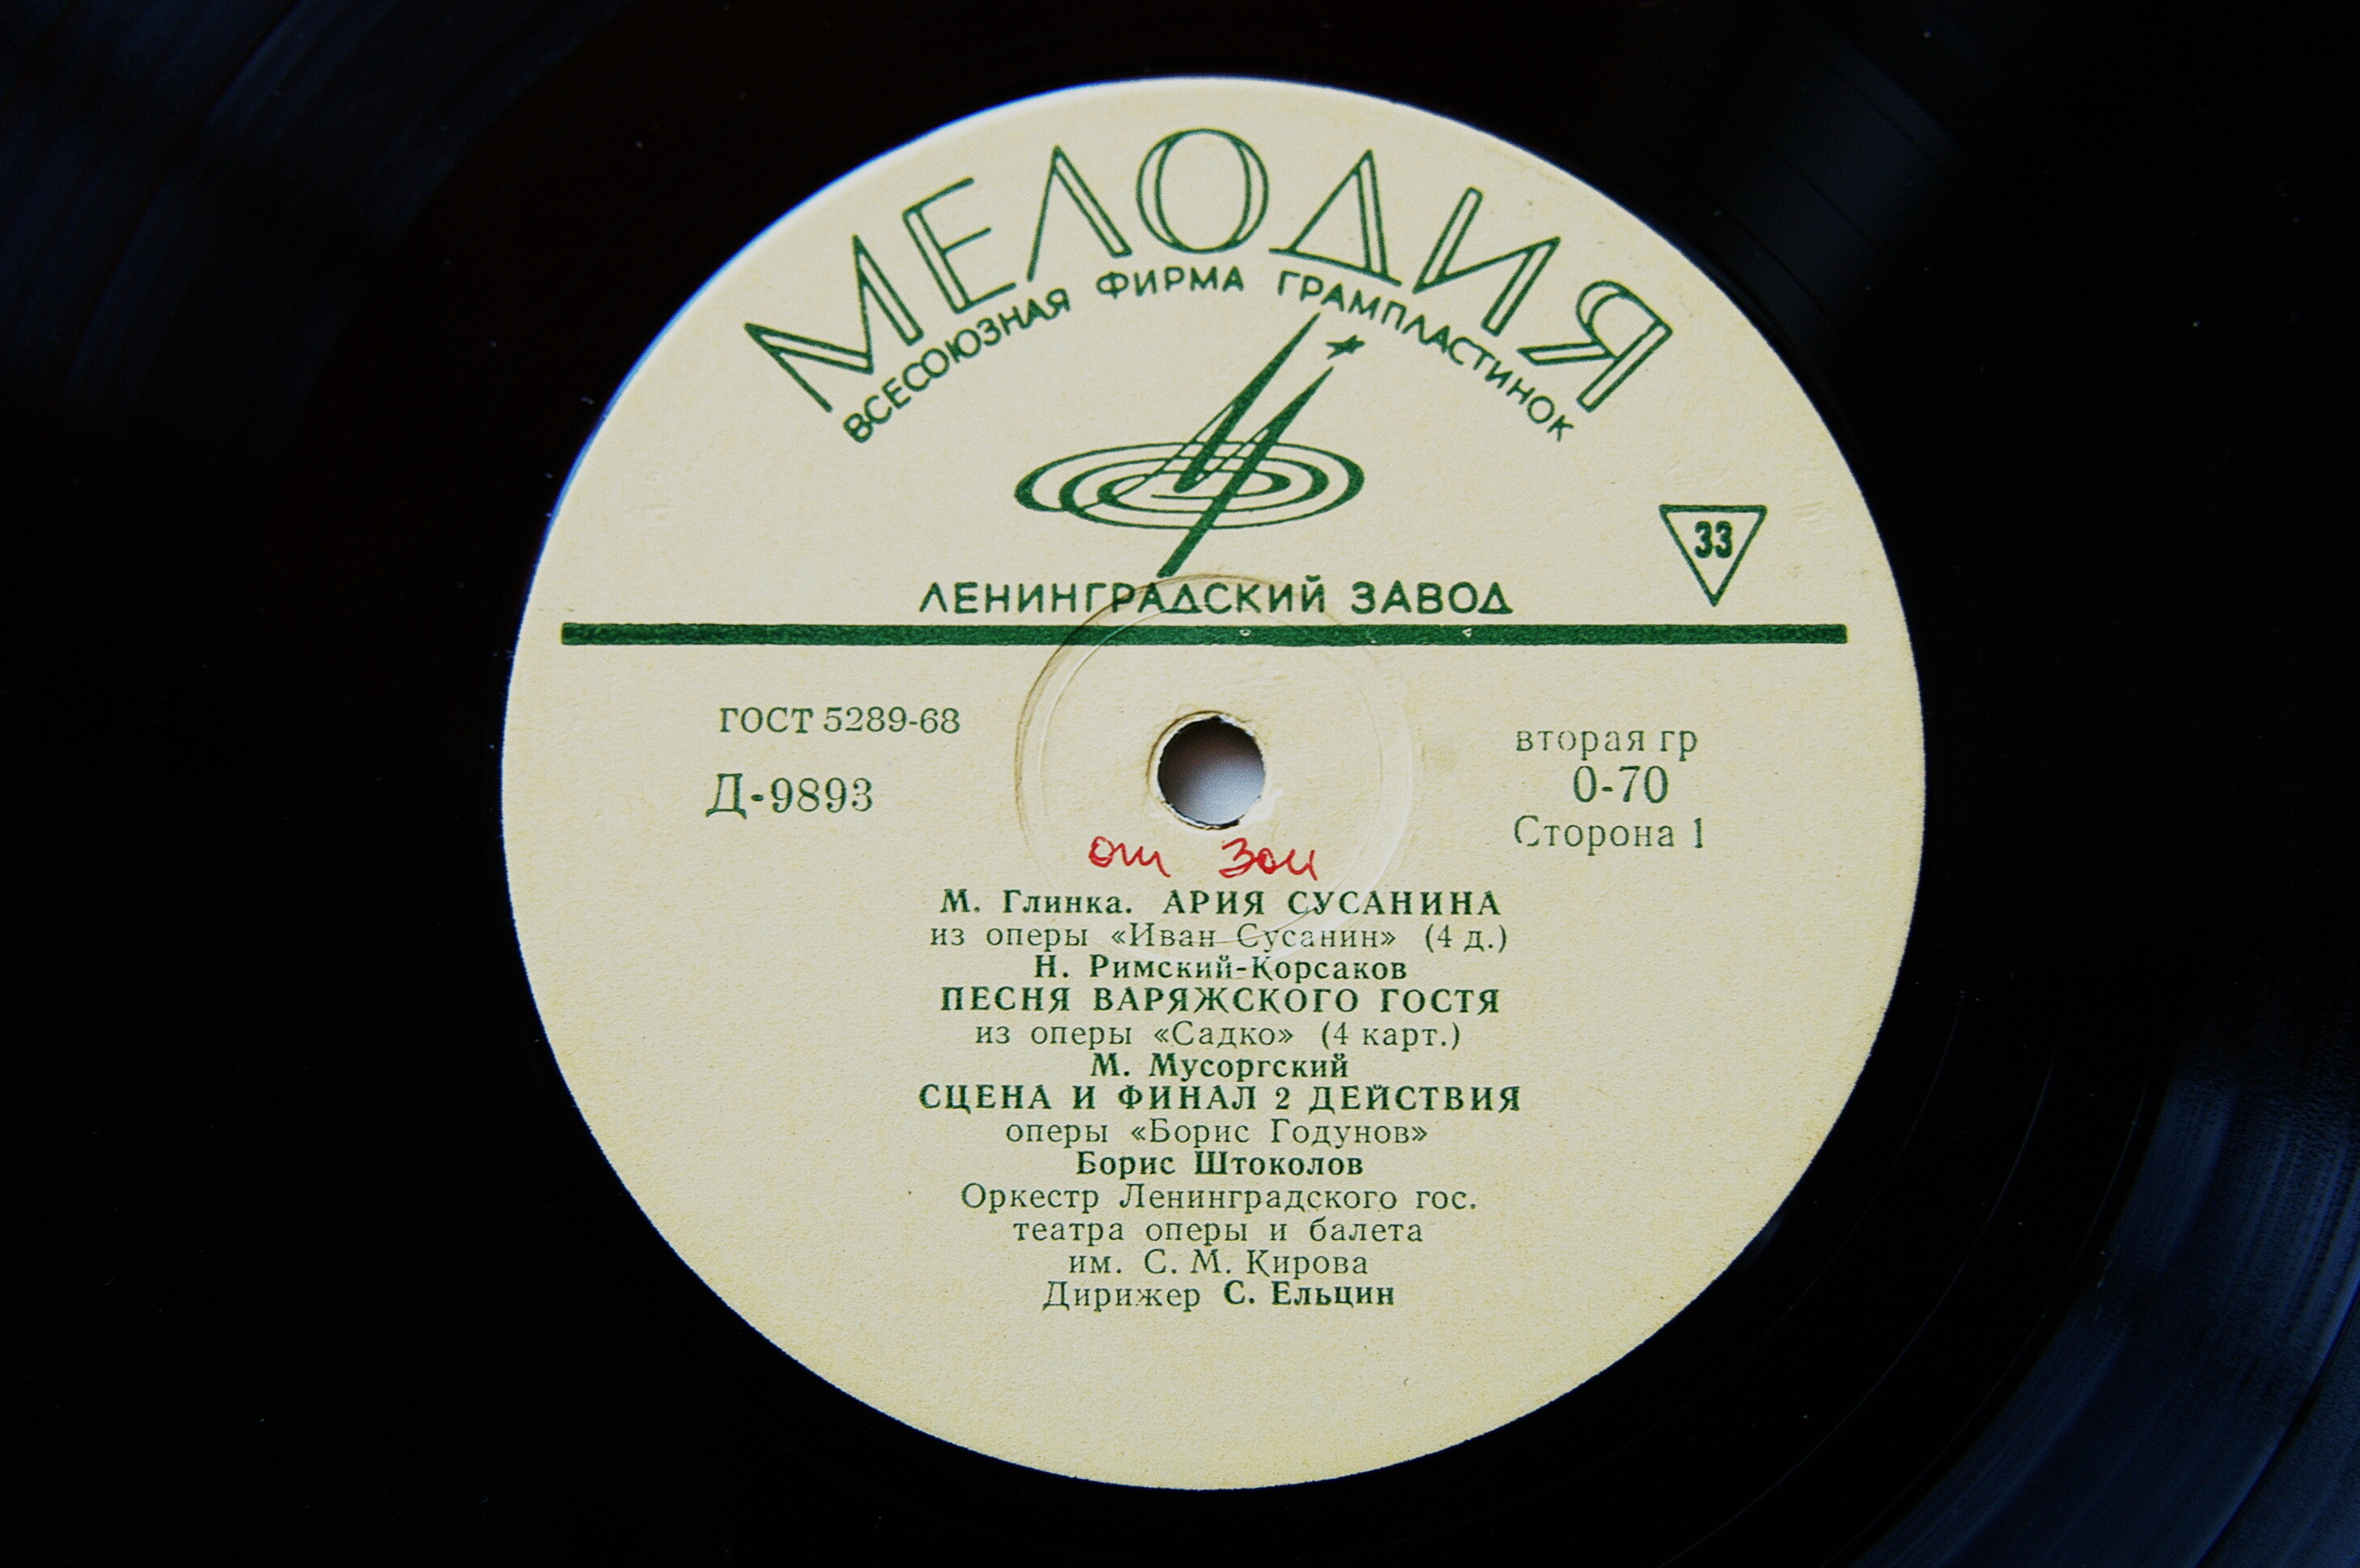 МЕЛОДИЯ
ВСЕСОЮЗНАЯ ФИРМА ГРАМПЛАСТИНОК
33
ЛЕНИНГРАДСКИЙ ЗАВОД
ГОСТ 5289-68
Д-9893
вторая гр
0-70
Сторона 1
от Зои
М. Глинка. АРИЯ СУСАНИНА
из оперы «Иван Сусанин» (4 д.)
Н. Римский-Корсаков
ПЕСНЯ ВАРЯЖСКОГО ГОСТЯ
из оперы «Садко» (4 карт.)
М. Мусоргский
СЦЕНА И ФИНАЛ 2 ДЕЙСТВИЯ
оперы «Борис Годунов»
Борис Штоколов
Оркестр Ленинградского гос.
театра оперы и балета
им. С. М. Кирова
Дирижер С. Ельцин